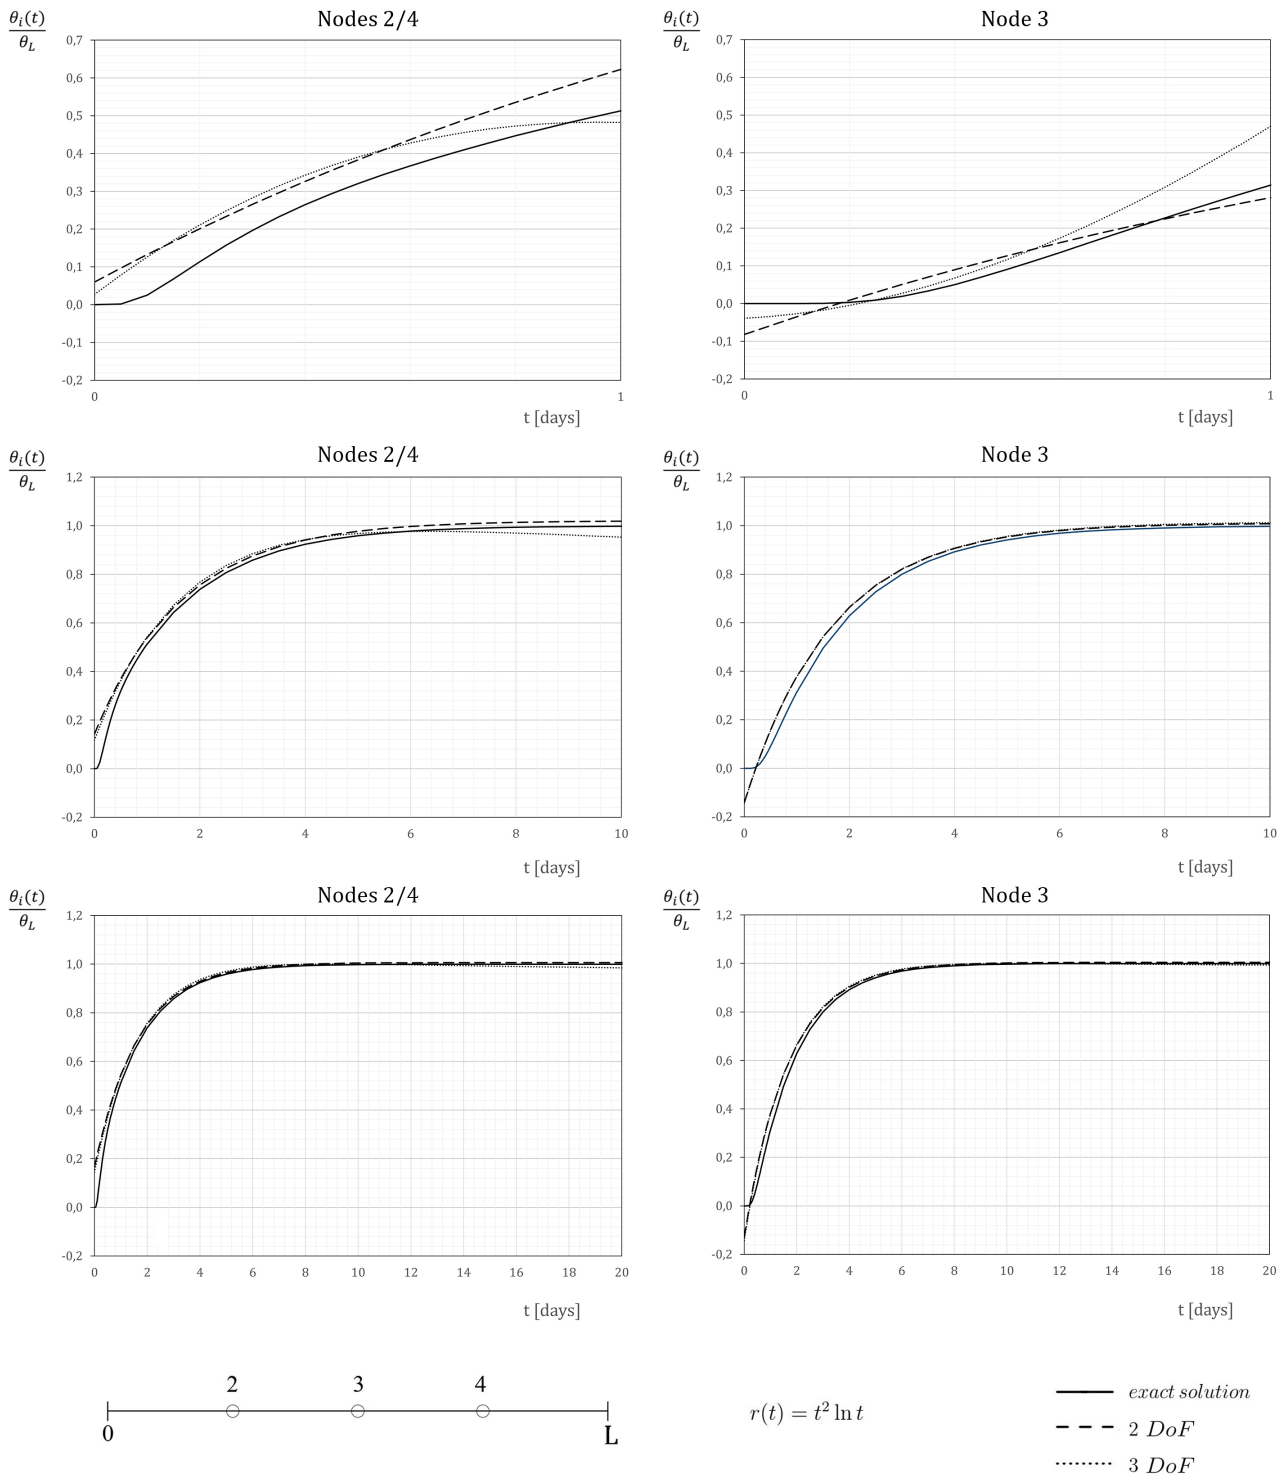 θᵢ(t)/θ_L Nodes 2/4
0,7
0,6
0,5
0,4
0,3
0,2
0,1
0,0
-0,1
-0,2
0 1
t [days]
θᵢ(t)/θ_L Node 3
0,7
0,6
0,5
0,4
0,3
0,2
0,1
0,0
-0,1
-0,2
0 1
t [days]
θᵢ(t)/θ_L Nodes 2/4
1,2
1,0
0,8
0,6
0,4
0,2
0,0
-0,2
0 2 4 6 8 10
t [days]
θᵢ(t)/θ_L Node 3
1,2
1,0
0,8
0,6
0,4
0,2
0,0
-0,2
0 2 4 6 8 10
t [days]
θᵢ(t)/θ_L Nodes 2/4
1,2
1,0
0,8
0,6
0,4
0,2
0,0
-0,2
0 2 4 6 8 10 12 14 16 18 20
t [days]
θᵢ(t)/θ_L Node 3
1,2
1,0
0,8
0,6
0,4
0,2
0,0
-0,2
0 2 4 6 8 10 12 14 16 18 20
t [days]
2 3 4
0 L
r(t) = t² ln t
exact solution
2 DoF
3 DoF